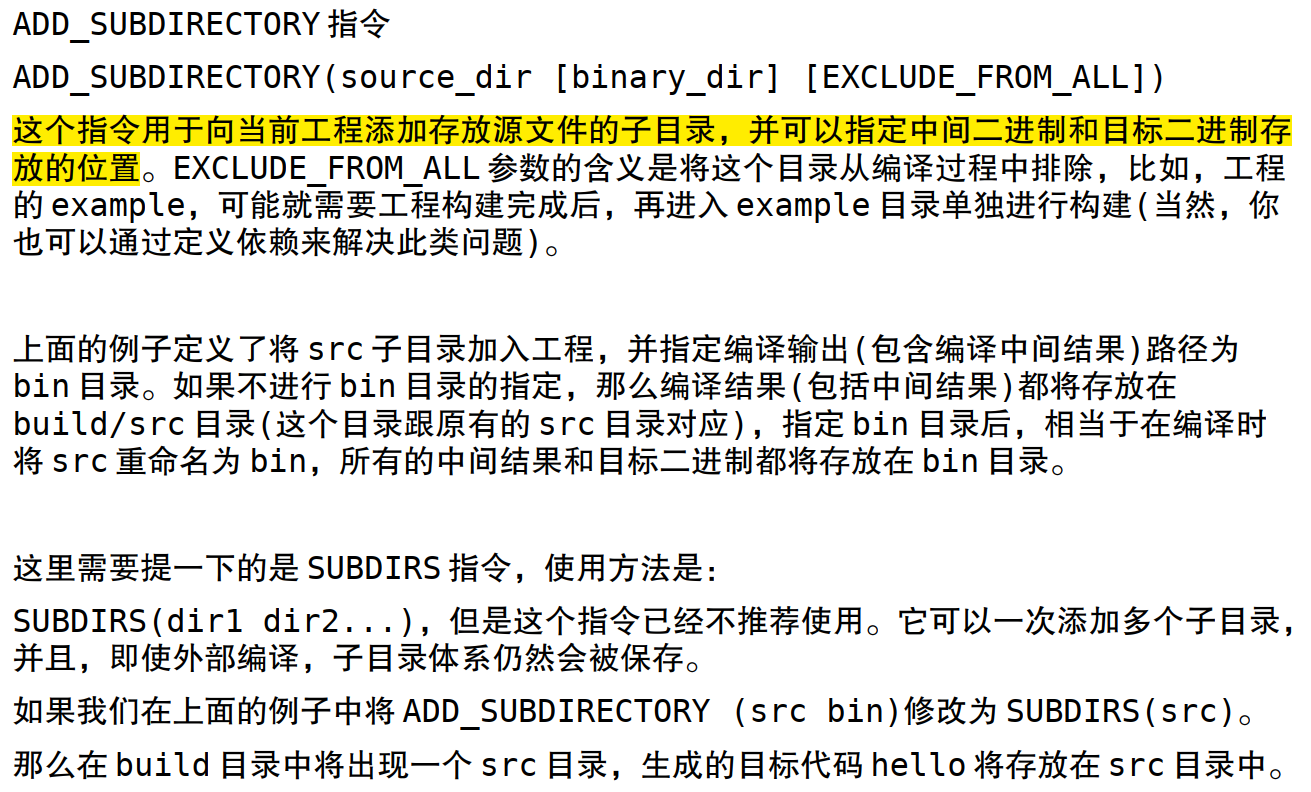 ADD_SUBDIRECTORY 指令
ADD_SUBDIRECTORY(source_dir [binary_dir] [EXCLUDE_FROM_ALL])
这个指令用于向当前工程添加存放源文件的子目录，并可以指定中间二进制和目标二进制存
放的位置。EXCLUDE_FROM_ALL 参数的含义是将这个目录从编译过程中排除，比如，工程
的 example，可能就需要工程构建完成后，再进入 example 目录单独进行构建(当然，你
也可以通过定义依赖来解决此类问题)。
上面的例子定义了将 src 子目录加入工程，并指定编译输出(包含编译中间结果)路径为
bin 目录。如果不进行 bin 目录的指定，那么编译结果(包括中间结果)都将存放在
build/src 目录(这个目录跟原有的 src 目录对应)，指定 bin 目录后，相当于在编译时
将 src 重命名为 bin，所有的中间结果和目标二进制都将存放在 bin 目录。
这里需要提一下的是 SUBDIRS 指令，使用方法是：
SUBDIRS(dir1 dir2...)，但是这个指令已经不推荐使用。它可以一次添加多个子目录，
并且，即使外部编译，子目录体系仍然会被保存。
如果我们在上面的例子中将 ADD_SUBDIRECTORY (src bin)修改为 SUBDIRS(src)。
那么在 build 目录中将出现一个 src 目录，生成的目标代码 hello 将存放在 src 目录中。